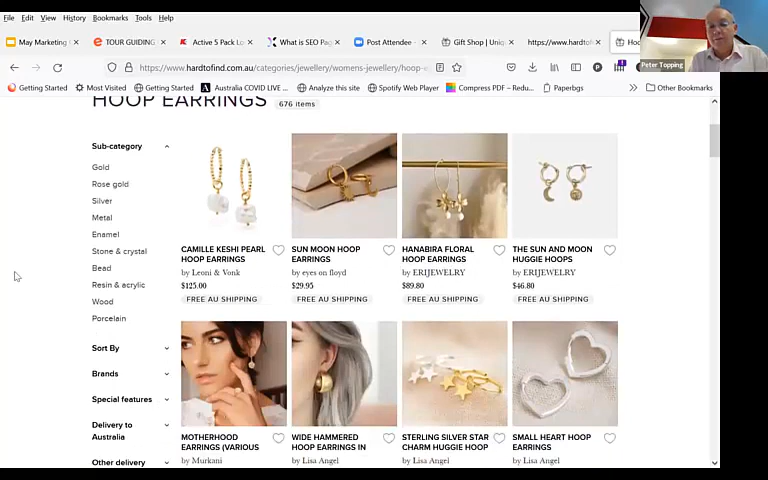 File Edit View History Bookmarks Tools Help
May Marketing
TOUR GUIDING
Active 5 Pack Lo
What is SEO Pag
Post Attendee -
Gift Shop | Uniq
https://www.hardtof
Hoo
https://www.hardtofind.com.au/categories/jewellery/womens-jewellery/hoop-e
Peter Topping
Getting Started
Most Visited
Getting Started
Australia COVID LIVE ...
Analyze this site
Spotify Web Player
Compress PDF – Redu...
Paperbgs
Other Bookmarks
HOOP EARRINGS 676 items
Sub-category
Gold
Rose gold
Silver
Metal
Enamel
Stone & crystal
Bead
Resin & acrylic
Wood
Porcelain
Sort By
Brands
Special features
Delivery to
Australia
Other delivery
CAMILLE KESHI PEARL
HOOP EARRINGS
by Leoni & Vonk
$125.00
FREE AU SHIPPING
SUN MOON HOOP
EARRINGS
by eyes on floyd
$29.95
FREE AU SHIPPING
HANABIRA FLORAL
HOOP EARRINGS
by ERIJEWELRY
$89.80
FREE AU SHIPPING
THE SUN AND MOON
HUGGIE HOOPS
by ERIJEWELRY
$46.80
FREE AU SHIPPING
MOTHERHOOD
EARRINGS (VARIOUS
by Murkani
WIDE HAMMERED
HOOP EARRINGS IN
by Lisa Angel
STERLING SILVER STAR
CHARM HUGGIE HOOP
by Lisa Angel
SMALL HEART HOOP
EARRINGS
by Lisa Angel